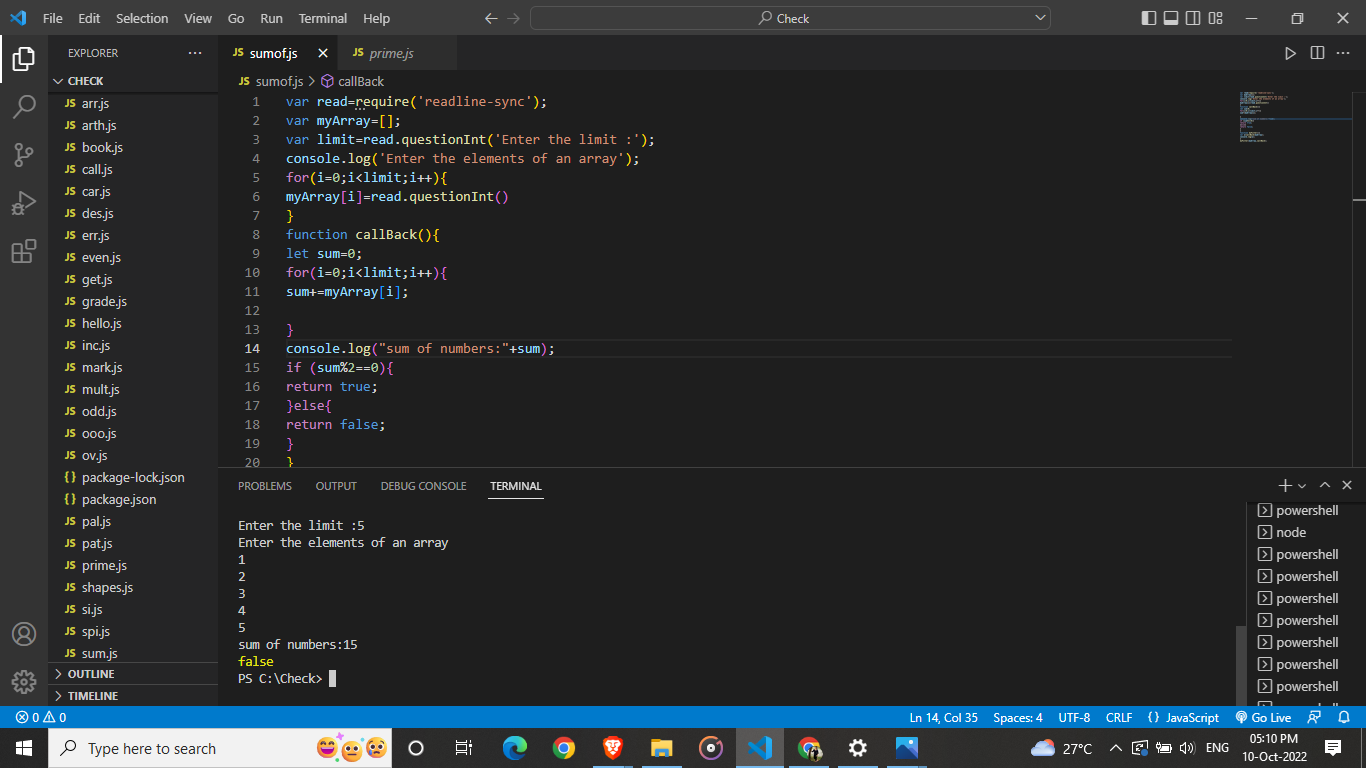 File Edit Selection View Go Run Terminal Help
Check
EXPLORER
CHECK
JS arr.js
JS arth.js
JS book.js
JS call.js
JS car.js
JS des.js
JS err.js
JS even.js
JS get.js
JS grade.js
JS hello.js
JS inc.js
JS mark.js
JS mult.js
JS odd.js
JS ooo.js
JS ov.js
{} package-lock.json
{} package.json
JS pal.js
JS pat.js
JS prime.js
JS shapes.js
JS si.js
JS spi.js
JS sum.js
OUTLINE
TIMELINE
JS sumof.js JS prime.js
JS sumof.js > callBack
1 var read=require('readline-sync');
2 var myArray=[];
3 var limit=read.questionInt('Enter the limit :');
4 console.log('Enter the elements of an array');
5 for(i=0;i<limit;i++){
6 myArray[i]=read.questionInt()
7 }
8 function callBack(){
9 let sum=0;
10 for(i=0;i<limit;i++){
11 sum+=myArray[i];
12
13 }
14 console.log("sum of numbers:"+sum);
15 if (sum%2==0){
16 return true;
17 }else{
18 return false;
19 }
20 }
PROBLEMS OUTPUT DEBUG CONSOLE TERMINAL
Enter the limit :5
Enter the elements of an array
1
2
3
4
5
sum of numbers:15
false
PS C:\Check>
powershell
node
powershell
powershell
powershell
powershell
powershell
powershell
powershell
0 0 Ln 14, Col 35 Spaces: 4 UTF-8 CRLF {} JavaScript Go Live
Type here to search
27°C ENG
05:10 PM
10-Oct-2022